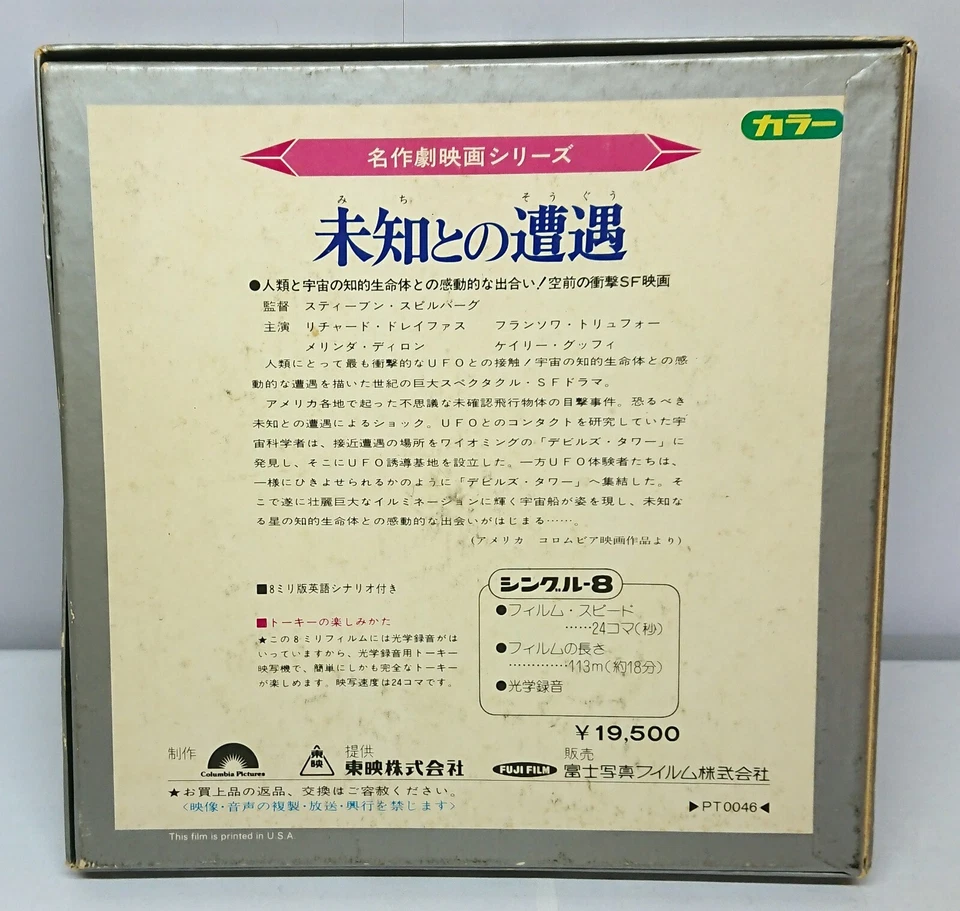 カラー
名作劇映画シリーズ
み ち そう ぐう
未知との遭遇
●人類と宇宙の知的生命体との感動的な出合い!空前の衝撃SF映画
監督 スティーブン・スピルバーグ
主演 リチャード・ドレイファス フランソワ・トリュフォー
メリンダ・ディロン ケイリー・グッフィ
人類にとって最も衝撃的なUFOとの接触!宇宙の知的生命体との感
動的な遭遇を描いた世紀の巨大スペクタクル・SFドラマ。
アメリカ各地で起った不思議な未確認飛行物体の目撃事件。恐るべき
未知との遭遇によるショック。UFOとのコンタクトを研究していた宇
宙科学者は、接近遭遇の場所をワイオミングの「デビルズ・タワー」に
発見し、そこにUFO誘導基地を設立した。一方UFO体験者たちは、
一様にひきよせられるかのように「デビルズ・タワー」へ集結した。そ
こで遂に壮麗巨大なイルミネーションに輝く宇宙船が姿を現し、未知な
る星の知的生命体との感動的な出会いがはじまる……。
(アメリカ コロムビア映画作品より)
■8ミリ版英語シナリオ付き
■トーキーの楽しみかた
★この8ミリフィルムには光学録音がは
いっていますから、光学録音用トーキー
映写機で、簡単にしかも完全なトーキー
が楽しめます。映写速度は24コマです。
シングル-8
●フィルム・スピード
……24コマ(秒)
●フィルムの長さ
…………113m(約18分)
●光学録音
¥19,500
制作 Columbia Pictures 東映 提供 東映株式会社 FUJI FILM 販売 富士写真フイルム株式会社
★お買上品の返品、交換はご容赦ください。
<映像・音声の複製・放送・興行を禁じます>
▶PT0046◀
This film is printed in U.S.A.